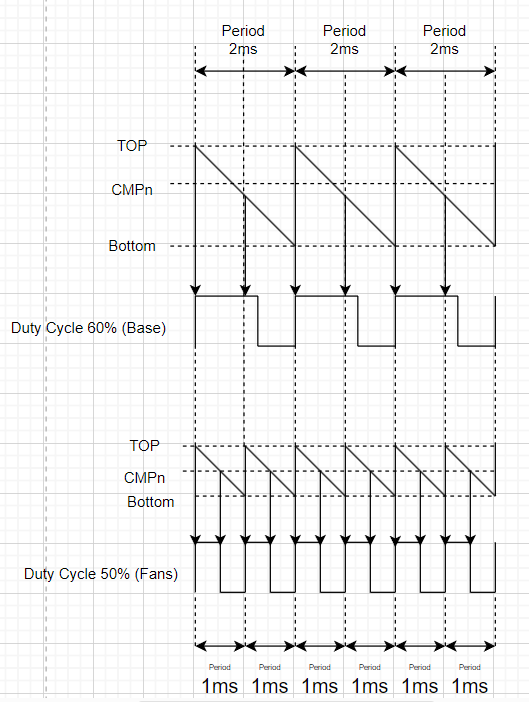 Period
2ms
Period
2ms
Period
2ms
TOP
CMPn
Bottom
Duty Cycle 60% (Base)
TOP
CMPn
Bottom
Duty Cycle 50% (Fans)
Period
1ms
Period
1ms
Period
1ms
Period
1ms
Period
1ms
Period
1ms